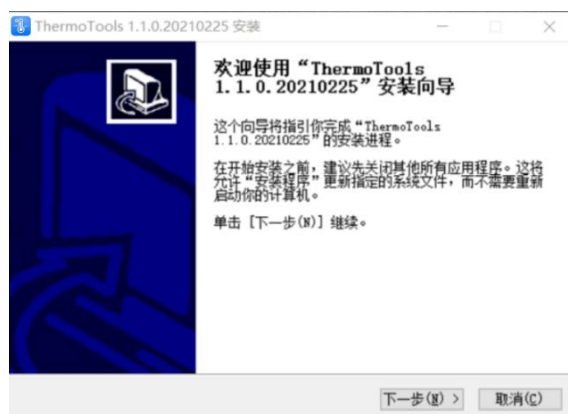 ThermoTools 1.1.0.20210225 安装
欢迎使用“ThermoTools
1.1.0.20210225”安装向导
这个向导将指引你完成“ThermoTools
1.1.0.20210225”的安装进程。
在开始安装之前，建议先关闭其他所有应用程序。这将
允许“安装程序”更新指定的系统文件，而不需要重新
启动你的计算机。
单击 [下一步(N)] 继续。
下一步(N) >
取消(C)